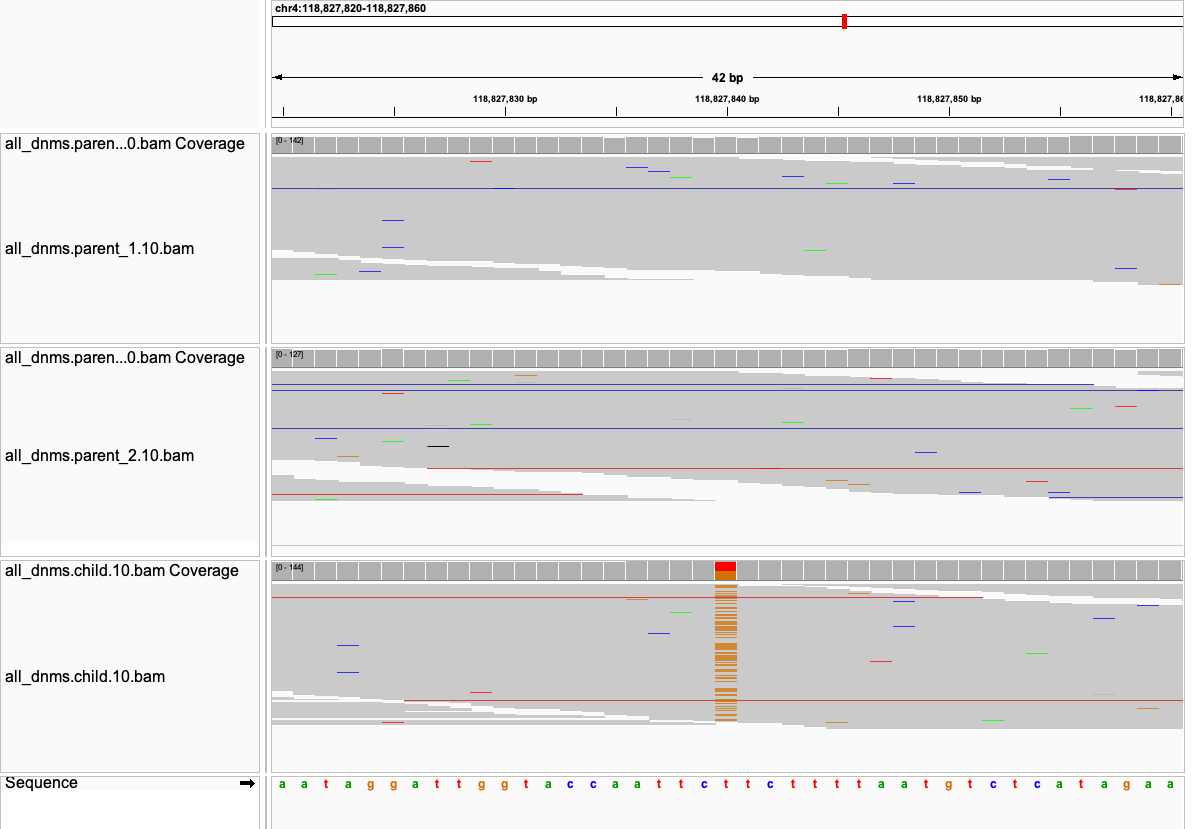 chr4:118,827,820-118,827,860
42 bp
118,827,830 bp 118,827,840 bp 118,827,850 bp 118,827,86
all_dnms.paren...0.bam Coverage
[0 - 142]
all_dnms.parent_1.10.bam
all_dnms.paren...0.bam Coverage
[0 - 127]
all_dnms.parent_2.10.bam
all_dnms.child.10.bam Coverage
[0 - 144]
all_dnms.child.10.bam
Sequence a a t a g g a t t g g t a c c a a t t c t t c t t t t a a t g t c t c a t a g a a